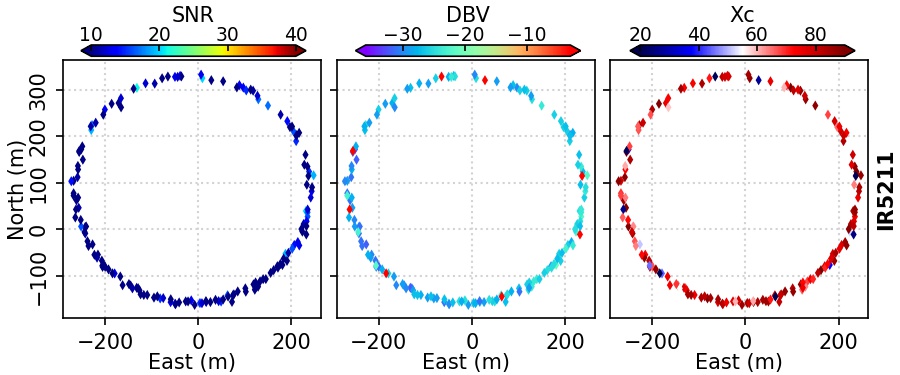 SNR DBV Xc
10 20 30 40 −30 −20 −10 20 40 60 80
300
200
100
0
−100
North (m)
IR5211
−200 0 200 −200 0 200 −200 0 200
East (m) East (m) East (m)